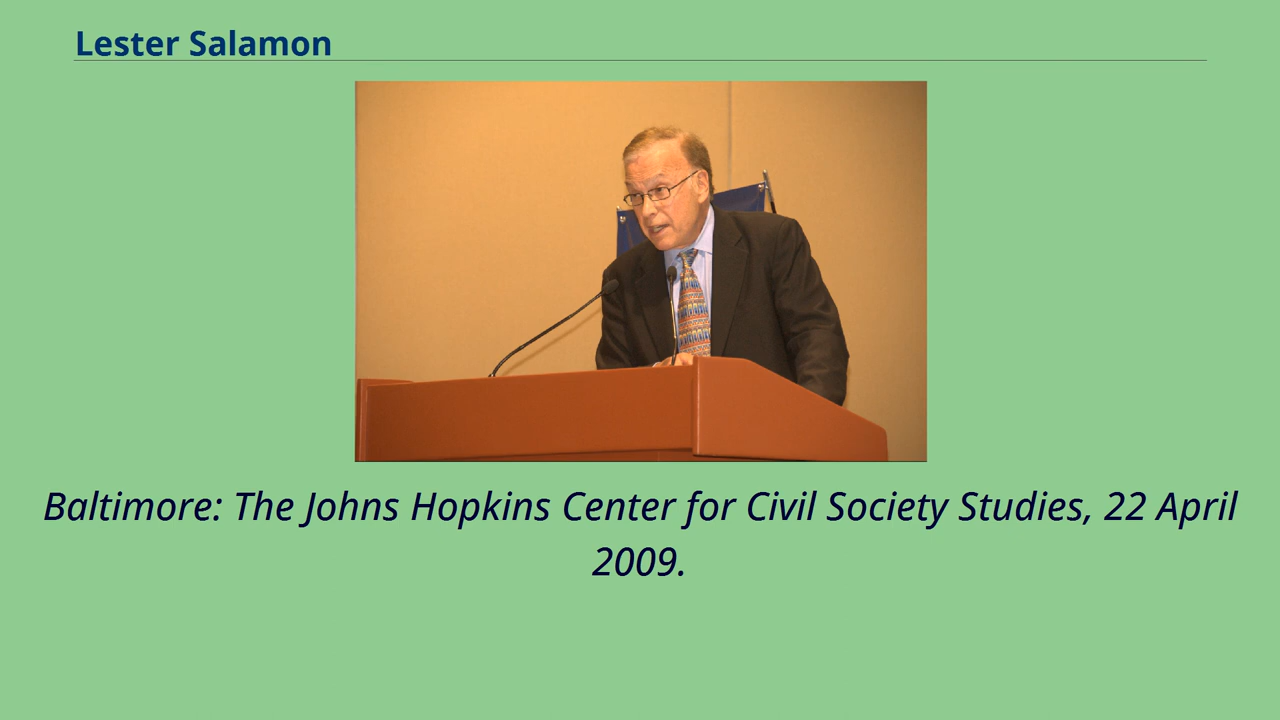 Lester Salamon
Baltimore: The Johns Hopkins Center for Civil Society Studies, 22 April
2009.